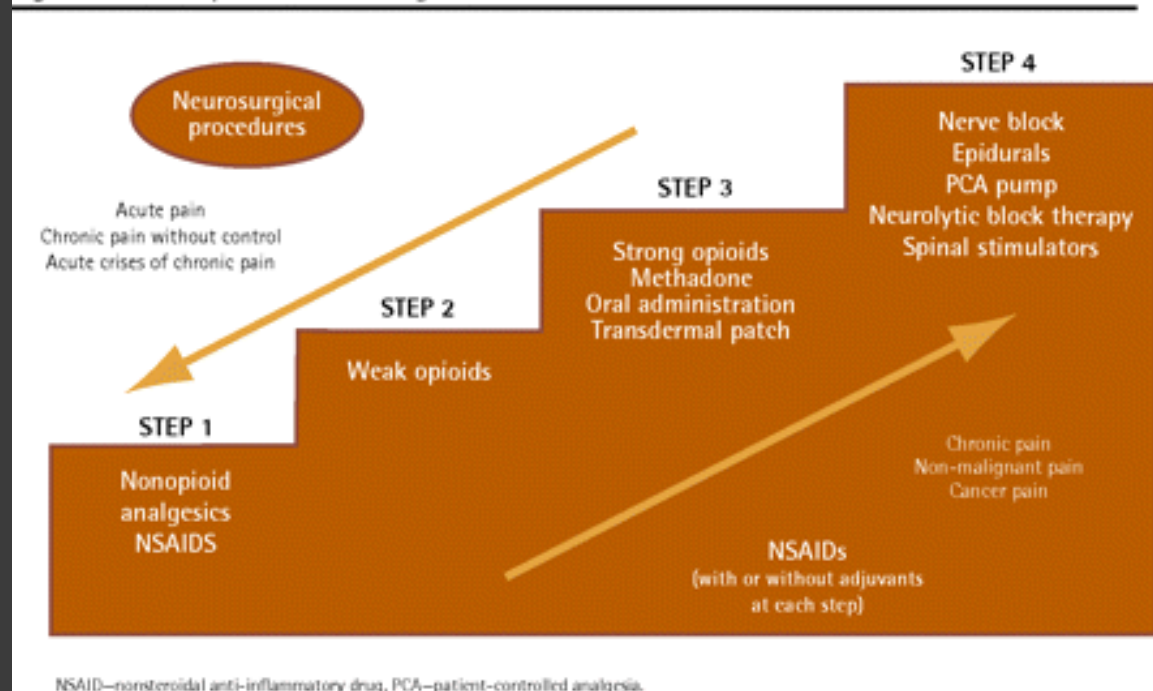 Neurosurgical
procedures
Acute pain
Chronic pain without control
Acute crises of chronic pain
STEP 1
Nonopioid
analgesics
NSAIDS
STEP 2
Weak opioids
STEP 3
Strong opioids
Methadone
Oral administration
Transdermal patch
STEP 4
Nerve block
Epidurals
PCA pump
Neurolytic block therapy
Spinal stimulators
Chronic pain
Non-malignant pain
Cancer pain
NSAIDs
(with or without adjuvants
at each step)
NSAID—nonsteroidal anti-inflammatory drug, PCA—patient-controlled analgesia.